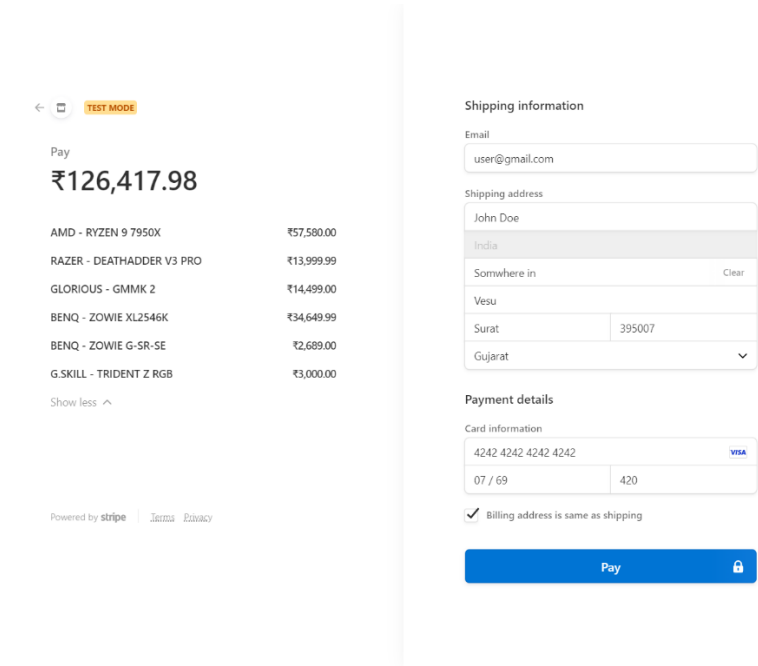 TEST MODE
Pay
₹126,417.98
AMD - RYZEN 9 7950X ₹57,580.00
RAZER - DEATHADDER V3 PRO ₹13,999.99
GLORIOUS - GMMK 2 ₹14,499.00
BENQ - ZOWIE XL2546K ₹34,649.99
BENQ - ZOWIE G-SR-SE ₹2,689.00
G.SKILL - TRIDENT Z RGB ₹3,000.00
Show less
Powered by stripe Terms Privacy
Shipping information
Email
user@gmail.com
Shipping address
John Doe
India
Somwhere in Clear
Vesu
Surat 395007
Gujarat
Payment details
Card information
4242 4242 4242 4242 VISA
07 / 69 420
Billing address is same as shipping
Pay